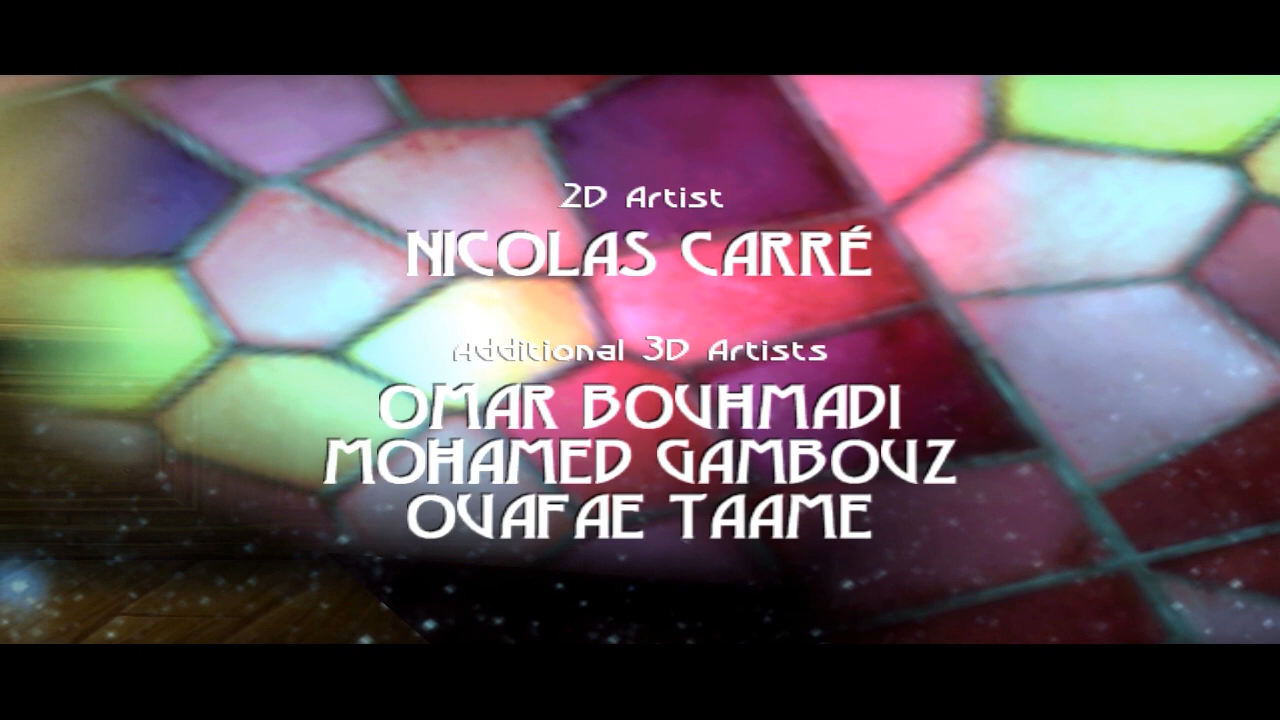 2D Artist
NICOLAS CARRÉ
Additional 3D Artists
OMAR BOUHMADI
MOHAMED GAMBOUZ
OUAFAE TAAME